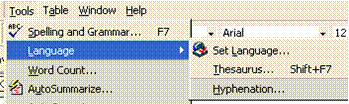 Tools Table Window Help
ABC Spelling and Grammar... F7 Arial 12
Language Set Language...
Word Count... Thesaurus... Shift+F7
AutoSummarize... Hyphenation...